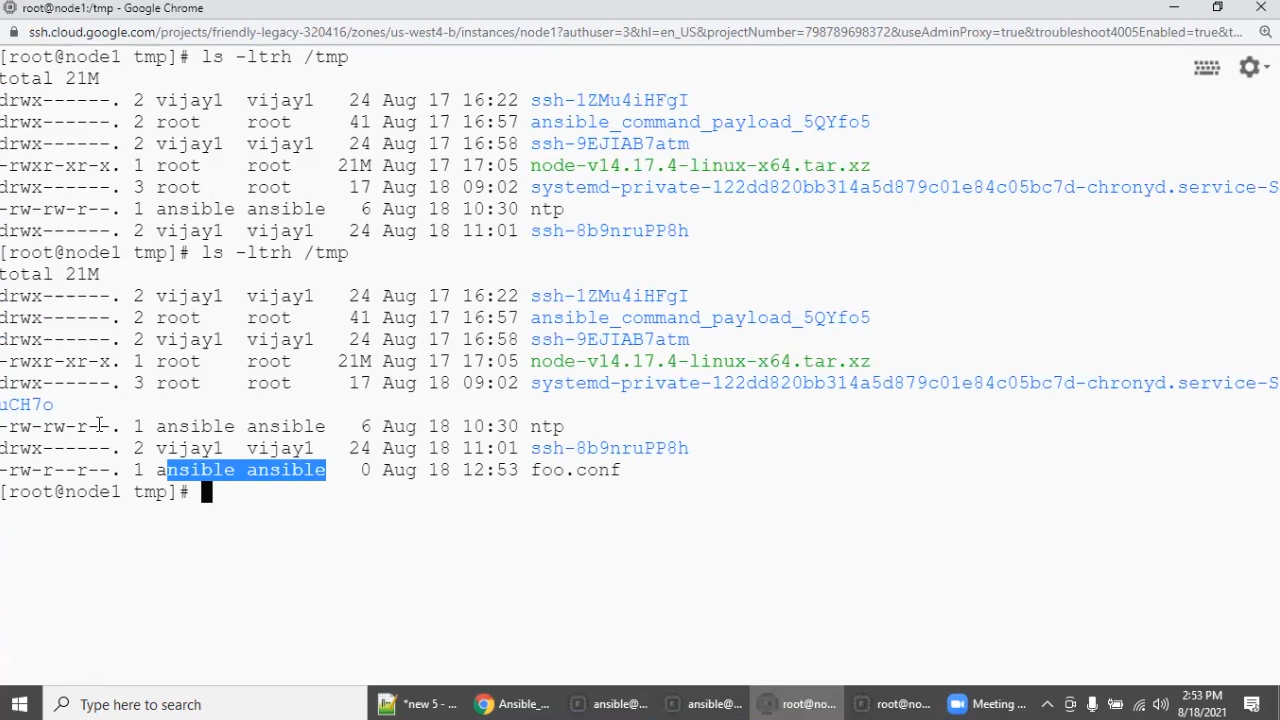 root@node1:/tmp - Google Chrome
ssh.cloud.google.com/projects/friendly-legacy-320416/zones/us-west4-b/instances/node1?authuser=3&hl=en_US&projectNumber=798789698372&useAdminProxy=true&troubleshoot4005Enabled=true&t...
[root@node1 tmp]# ls -ltrh /tmp
total 21M
drwx------. 2 vijay1 vijay1 24 Aug 17 16:22 ssh-1ZMu4iHFgI
drwx------. 2 root root 41 Aug 17 16:57 ansible_command_payload_5QYfo5
drwx------. 2 vijay1 vijay1 24 Aug 17 16:58 ssh-9EJIAB7atm
-rwxr-xr-x. 1 root root 21M Aug 17 17:05 node-v14.17.4-linux-x64.tar.xz
drwx------. 3 root root 17 Aug 18 09:02 systemd-private-122dd820bb314a5d879c01e84c05bc7d-chronyd.service-S
-rw-rw-r--. 1 ansible ansible 6 Aug 18 10:30 ntp
drwx------. 2 vijay1 vijay1 24 Aug 18 11:01 ssh-8b9nruPP8h
[root@node1 tmp]# ls -ltrh /tmp
total 21M
drwx------. 2 vijay1 vijay1 24 Aug 17 16:22 ssh-1ZMu4iHFgI
drwx------. 2 root root 41 Aug 17 16:57 ansible_command_payload_5QYfo5
drwx------. 2 vijay1 vijay1 24 Aug 17 16:58 ssh-9EJIAB7atm
-rwxr-xr-x. 1 root root 21M Aug 17 17:05 node-v14.17.4-linux-x64.tar.xz
drwx------. 3 root root 17 Aug 18 09:02 systemd-private-122dd820bb314a5d879c01e84c05bc7d-chronyd.service-S
uCH7o
-rw-rw-r--. 1 ansible ansible 6 Aug 18 10:30 ntp
drwx------. 2 vijay1 vijay1 24 Aug 18 11:01 ssh-8b9nruPP8h
-rw-r--r--. 1 ansible ansible 0 Aug 18 12:53 foo.conf
[root@node1 tmp]#
Type here to search
*new 5 - ...
Ansible_...
ansible@...
ansible@...
root@no...
root@no...
Meeting ...
2:53 PM
8/18/2021